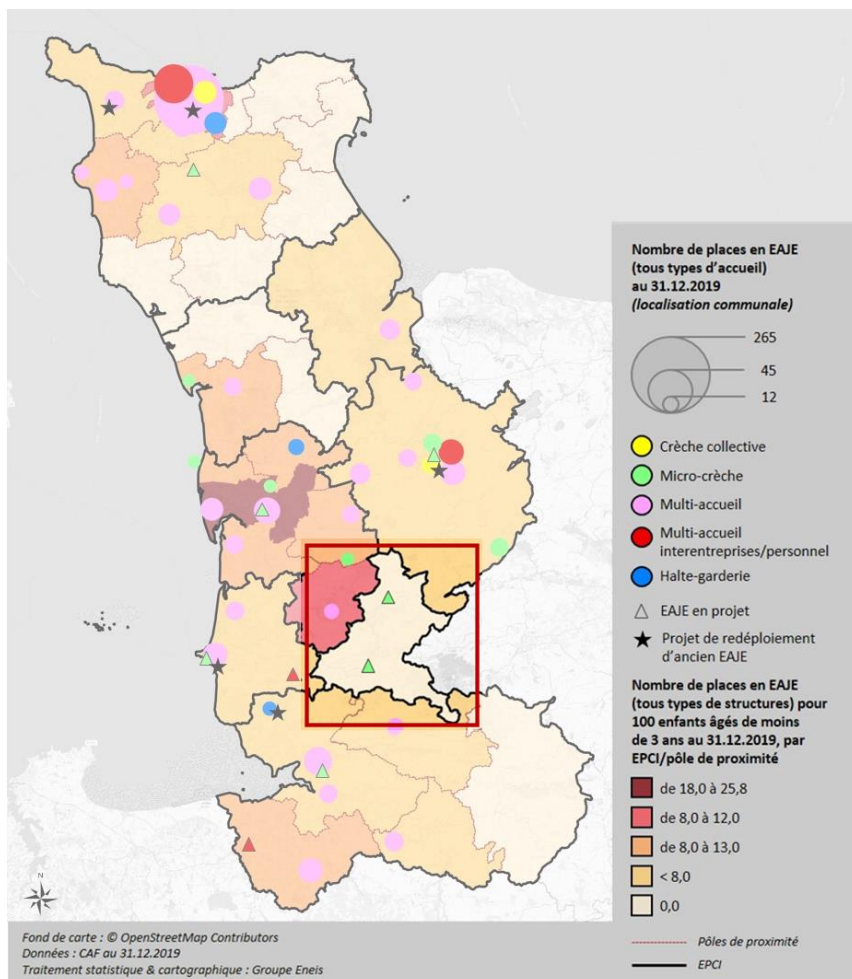 Nombre de places en EAJE
(tous types d'accueil)
au 31.12.2019
(localisation communale)
265
45
12
Crèche collective
Micro-crèche
Multi-accueil
Multi-accueil
interentreprises/personnel
Halte-garderie
EAJE en projet
Projet de redéploiement
d'ancien EAJE
Nombre de places en EAJE
(tous types de structures) pour
100 enfants âgés de moins
de 3 ans au 31.12.2019, par
EPCI/pôle de proximité
de 18,0 à 25,8
de 8,0 à 12,0
de 8,0 à 13,0
< 8,0
0,0
Pôles de proximité
EPCI
N
Fond de carte : © OpenStreetMap Contributors
Données : CAF au 31.12.2019
Traitement statistique & cartographique : Groupe Eneis